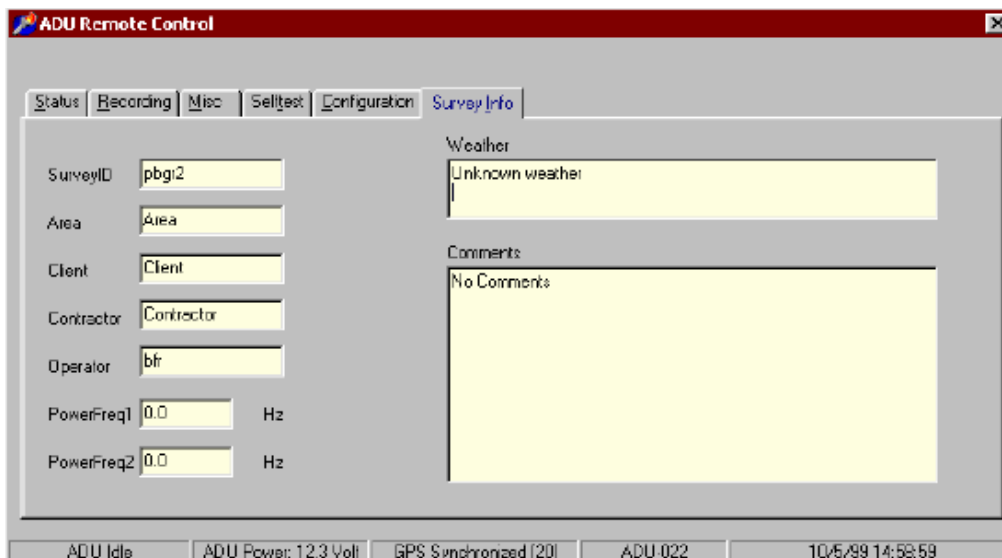 ADU Remote Control
Status Recording Misc Selftest Configuration Survey Info
SurveyID pbgr2
Area Area
Client Client
Contractor Contractor
Operator bfr
PowerFreq1 0.0 Hz
PowerFreq2 0.0 Hz
Weather
Unknown weather
Comments
No Comments
ADU Idle ADU Power: 12.3 Volt GPS Synchronized [20] ADU-022 10/5/99 14:58:59